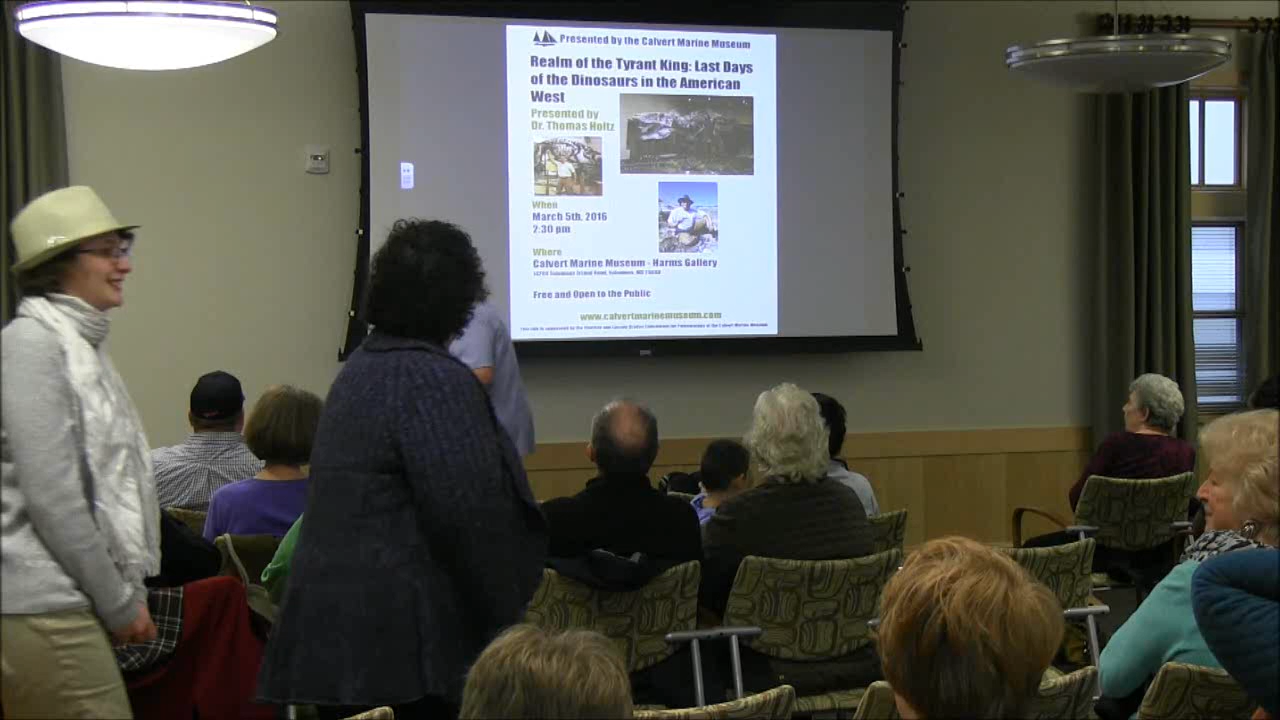 Presented by the Calvert Marine Museum
Realm of the Tyrant King: Last Days
of the Dinosaurs in the American
West
Presented by
Dr. Thomas Holtz
When
March 5th, 2016
2:30 pm
Where
Calvert Marine Museum - Harms Gallery
Free and Open to the Public
www.calvertmarinemuseum.com